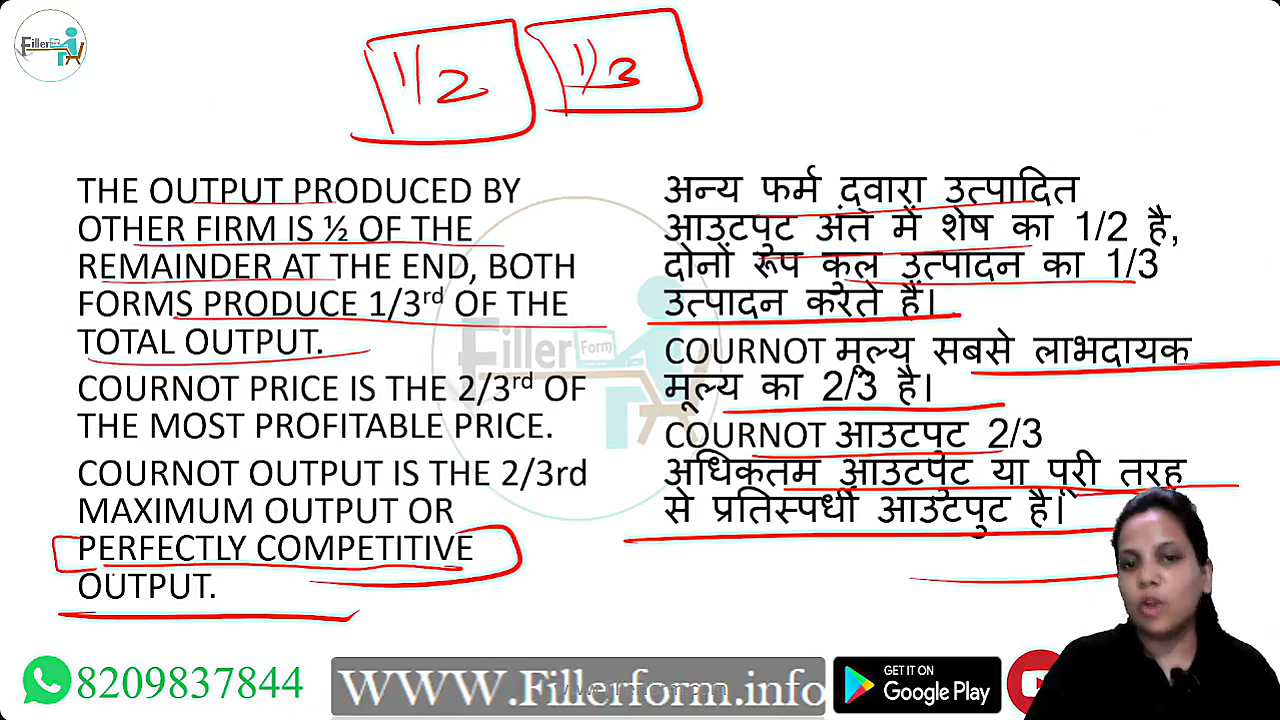 Filler
1/2
1/3
THE OUTPUT PRODUCED BY
OTHER FIRM IS ½ OF THE
REMAINDER AT THE END, BOTH
FORMS PRODUCE 1/3rd OF THE
TOTAL OUTPUT.
COURNOT PRICE IS THE 2/3rd OF
THE MOST PROFITABLE PRICE.
COURNOT OUTPUT IS THE 2/3rd
MAXIMUM OUTPUT OR
PERFECTLY COMPETITIVE
OUTPUT.
अन्य फर्म द्वारा उत्पादित
आउटपुट अंत में शेष का 1/2 है,
दोनों रूप कुल उत्पादन का 1/3
उत्पादन करते हैं।
COURNOT मूल्य सबसे लाभदायक
मूल्य का 2/3 है।
COURNOT आउटपुट 2/3
अधिकतम आउटपुट या पूरी तरह
से प्रतिस्पर्धी आउटपुट है।
Filler Form
8209837844
WWW.Fillerform.info
GET IT ON
Google Play